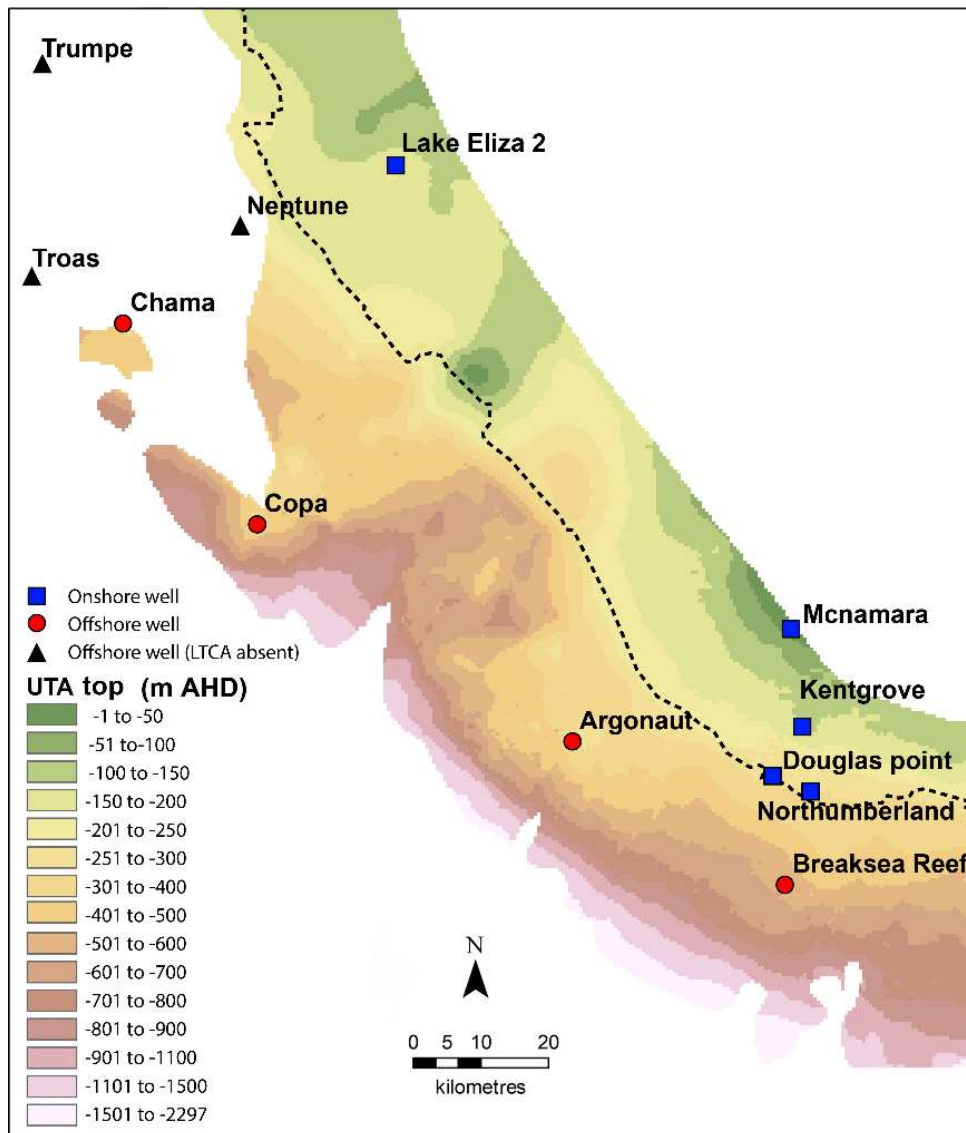 Trumpe
Lake Eliza 2
Neptune
Troas
Chama
Copa
Onshore well
Offshore well
Offshore well (LTCA absent)
UTA top (m AHD)
-1 to -50
-51 to-100
-100 to -150
-150 to -200
-201 to -250
-251 to -300
-301 to -400
-401 to -500
-501 to -600
-601 to -700
-701 to -800
-801 to -900
-901 to -1100
-1101 to -1500
-1501 to -2297
Mcnamara
Kentgrove
Argonaut
Douglas point
Northumberland
Breaksea Reef
N
0 5 10 20
kilometres